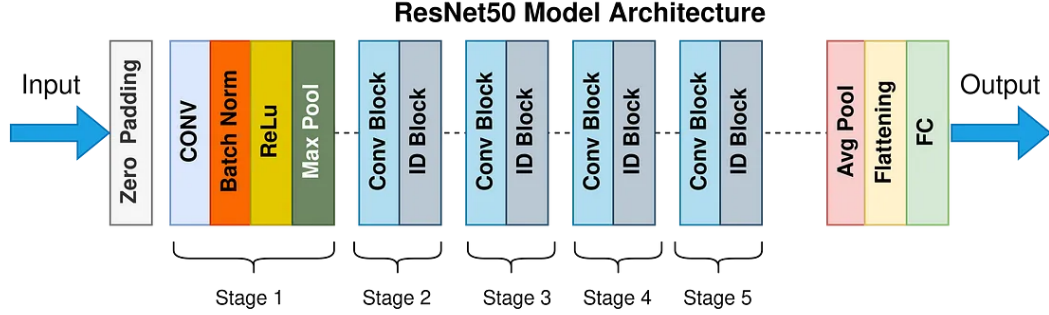 ResNet50 Model Architecture
Input
Zero Padding
CONV
Batch Norm
ReLu
Max Pool
Conv Block
ID Block
Conv Block
ID Block
Conv Block
ID Block
Conv Block
ID Block
Avg Pool
Flattening
FC
Output
Stage 1
Stage 2
Stage 3
Stage 4
Stage 5